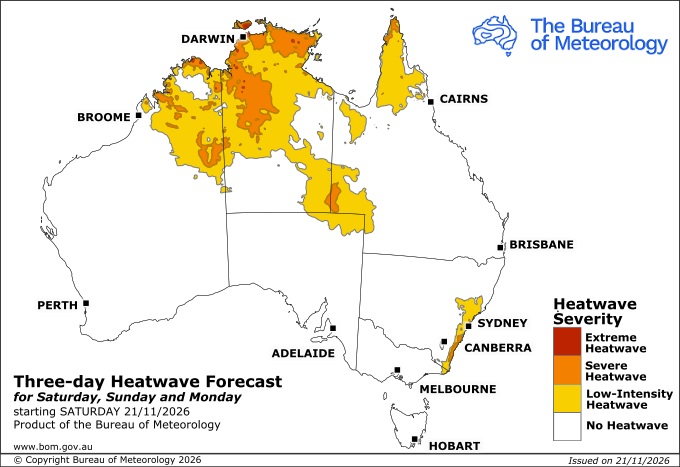 The Bureau
of Meteorology
DARWIN
CAIRNS
BROOME
BRISBANE
PERTH
SYDNEY
ADELAIDE
CANBERRA
MELBOURNE
HOBART
Heatwave
Severity
Extreme
Heatwave
Severe
Heatwave
Low-Intensity
Heatwave
No Heatwave
Three-day Heatwave Forecast
for Saturday, Sunday and Monday
starting SATURDAY 21/11/2026
Product of the Bureau of Meteorology
www.bom.gov.au
© Copyright Bureau of Meteorology 2026
Issued on 21/11/2026